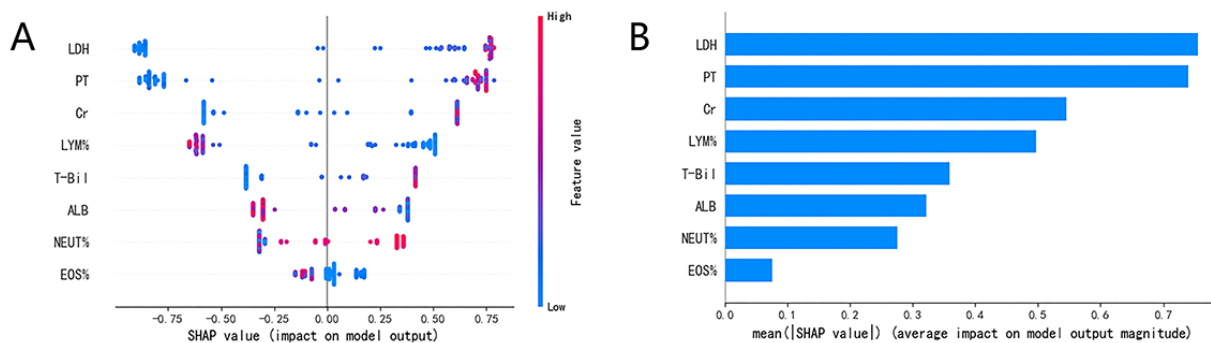 A
LDH
PT
Cr
LYM%
T-Bil
ALB
NEUT%
EOS%
-0.75 -0.50 -0.25 0.00 0.25 0.50 0.75
SHAP value (impact on model output)
High
Feature value
Low
B
LDH
PT
Cr
LYM%
T-Bil
ALB
NEUT%
EOS%
0.0 0.1 0.2 0.3 0.4 0.5 0.6 0.7
mean(|SHAP value|) (average impact on model output magnitude)